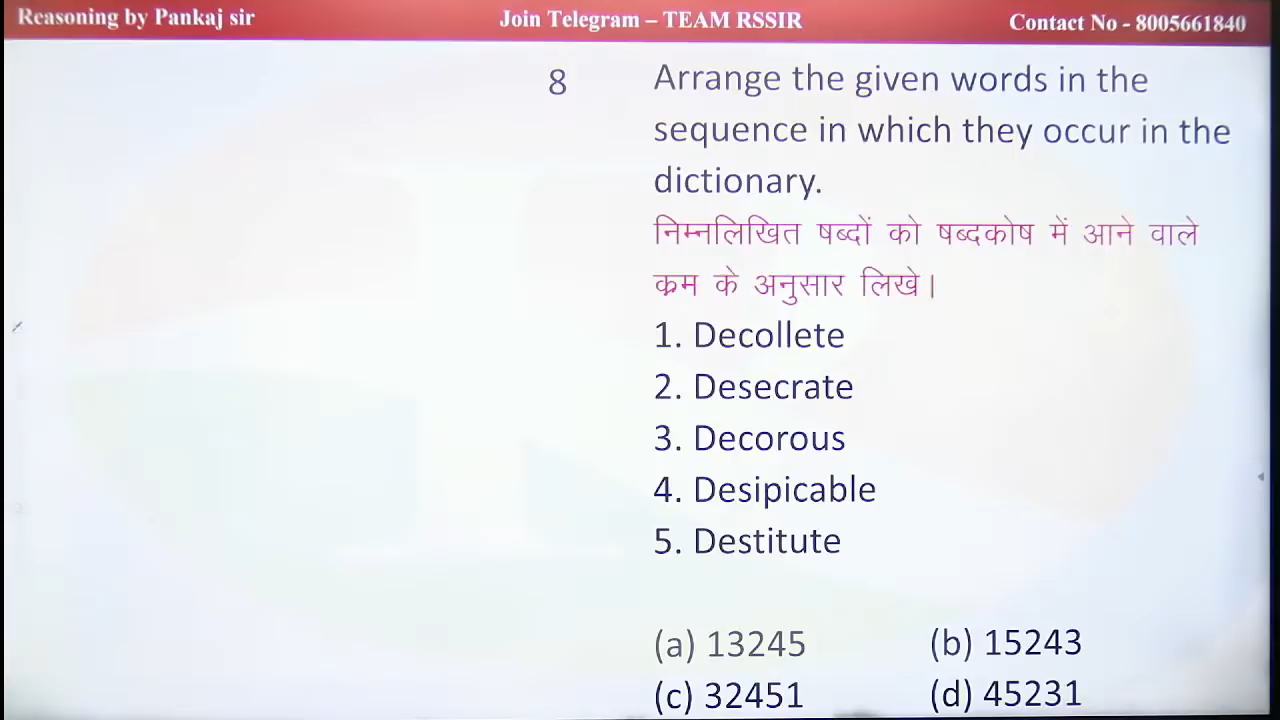 Reasoning by Pankaj sir
Join Telegram – TEAM RSSIR
Contact No - 8005661840
8
Arrange the given words in the
sequence in which they occur in the
dictionary.
निम्नलिखित षब्दों को षब्दकोष में आने वाले
क्रम के अनुसार लिखे।
1. Decollete
2. Desecrate
3. Decorous
4. Desipicable
5. Destitute
(a) 13245 (b) 15243
(c) 32451 (d) 45231